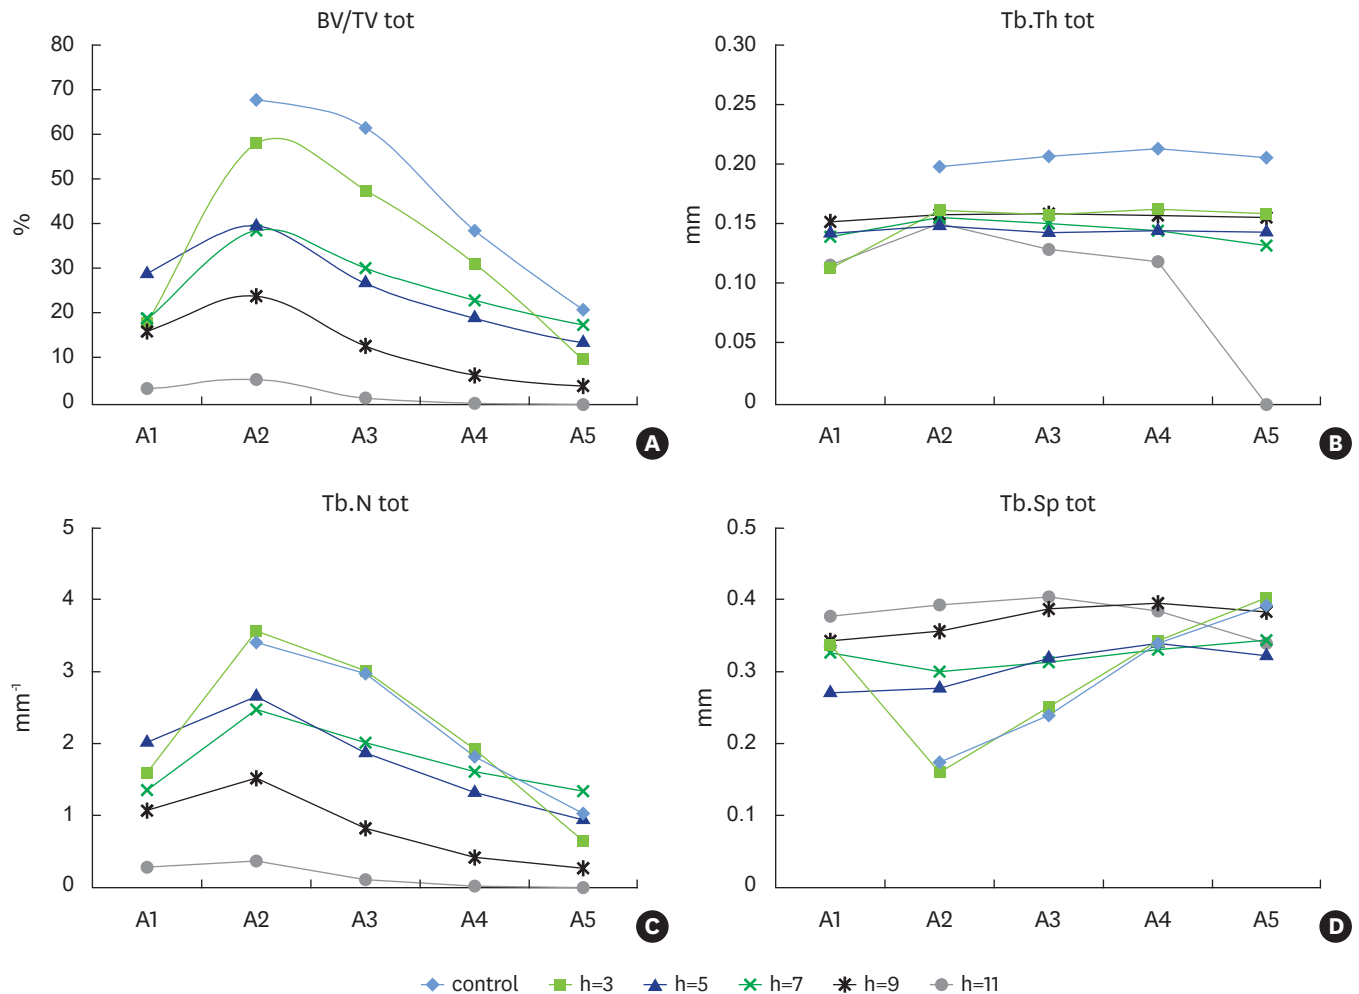 BV/TV tot
80
70
60
50
40
30
20
10
0
%
A1 A2 A3 A4 A5
A
Tb.Th tot
0.30
0.25
0.20
0.15
0.10
0.05
0
mm
A1 A2 A3 A4 A5
B
Tb.N tot
5
4
3
2
1
0
mm⁻¹
A1 A2 A3 A4 A5
C
Tb.Sp tot
0.5
0.4
0.3
0.2
0.1
0
mm
A1 A2 A3 A4 A5
D
control h=3 h=5 h=7 h=9 h=11